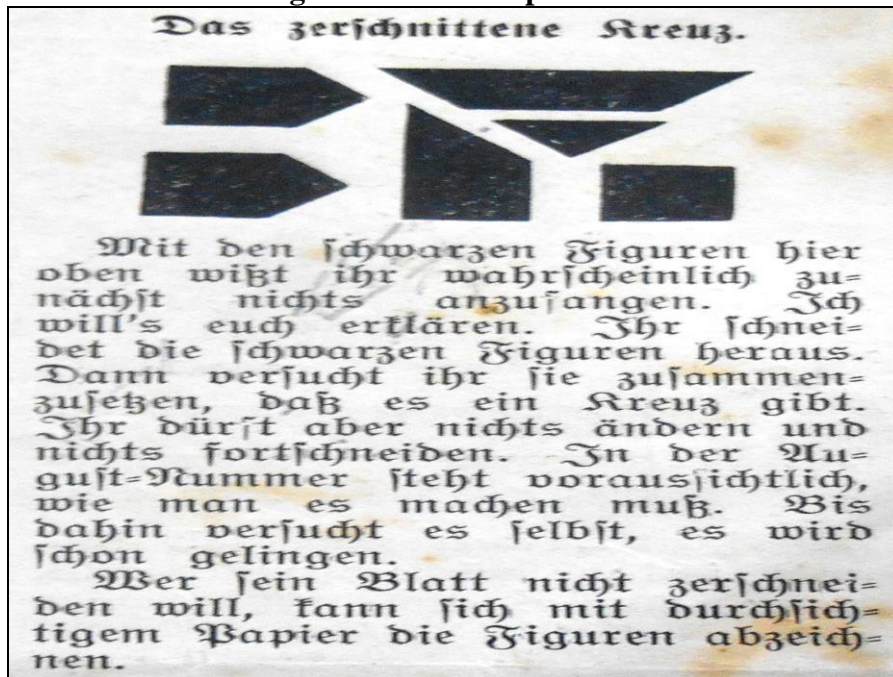 Das zerschnittene Kreuz.
Mit den schwarzen Figuren hier
oben wißt ihr wahrscheinlich zu=
nächst nichts anzufangen. Ich
will's euch erklären. Ihr schnei=
det die schwarzen Figuren heraus.
Dann versucht ihr sie zusammen=
zusetzen, daß es ein Kreuz gibt.
Ihr dürft aber nichts ändern und
nichts fortschneiden. In der Au=
gust=Nummer steht voraussichtlich,
wie man es machen muß. Bis
dahin versucht es selbst, es wird
schon gelingen.
Wer sein Blatt nicht zerschnei=
den will, kann sich mit durchsich=
tigem Papier die Figuren abzeich=
nen.